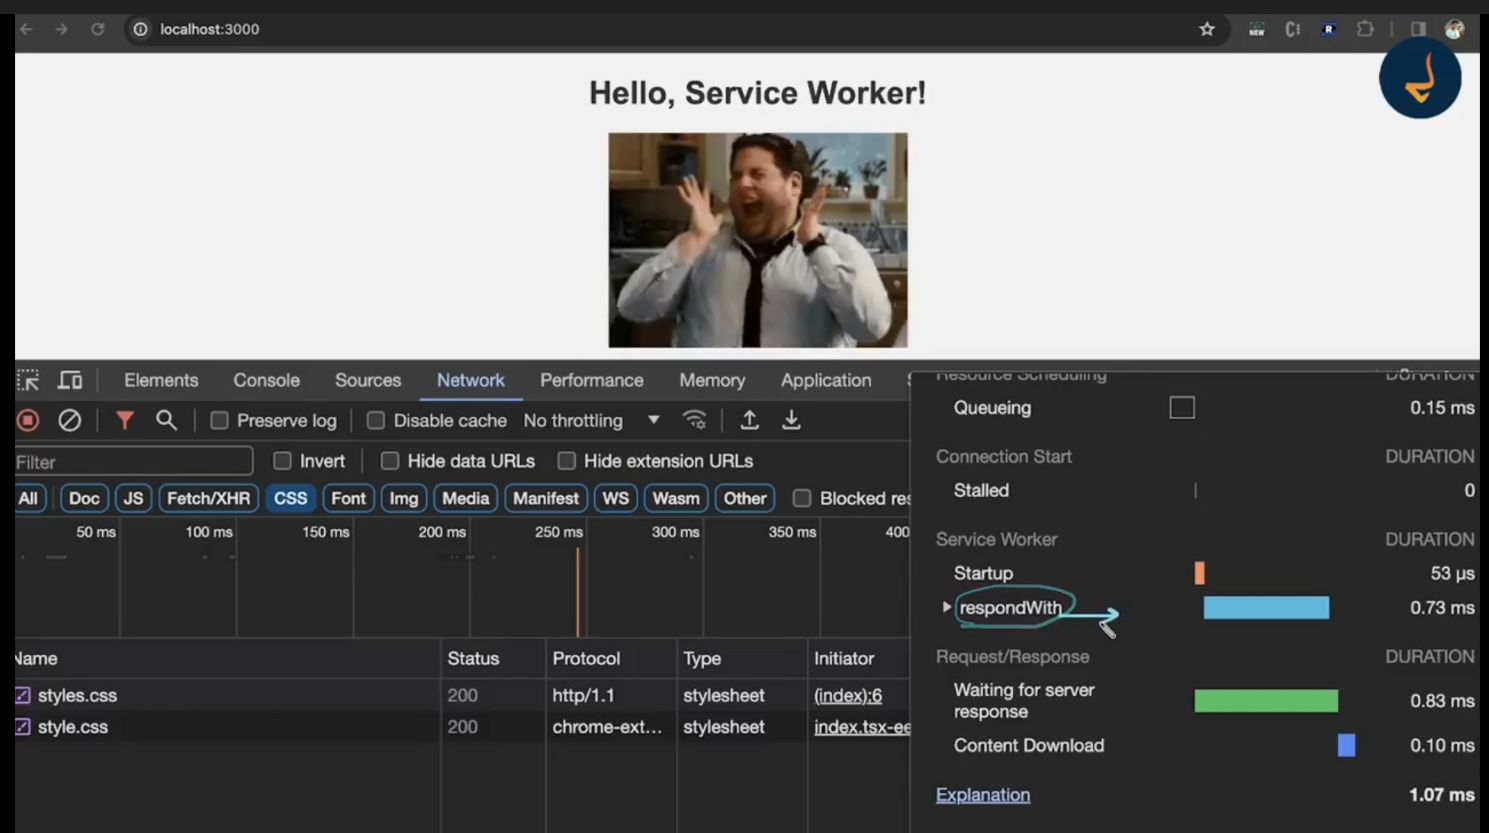 localhost:3000
NEW
R
Hello, Service Worker!
Elements Console Sources Network Performance Memory Application
Preserve log Disable cache No throttling
Filter Invert Hide data URLs Hide extension URLs
All Doc JS Fetch/XHR CSS Font Img Media Manifest WS Wasm Other Blocked res
50 ms 100 ms 150 ms 200 ms 250 ms 300 ms 350 ms 400
Name Status Protocol Type Initiator
styles.css 200 http/1.1 stylesheet (index):6
style.css 200 chrome-ext... stylesheet index.tsx-ee
Resource Scheduling DURATION
Queueing 0.15 ms
Connection Start DURATION
Stalled 0
Service Worker DURATION
Startup 53 μs
respondWith 0.73 ms
Request/Response DURATION
Waiting for server
response 0.83 ms
Content Download 0.10 ms
Explanation 1.07 ms